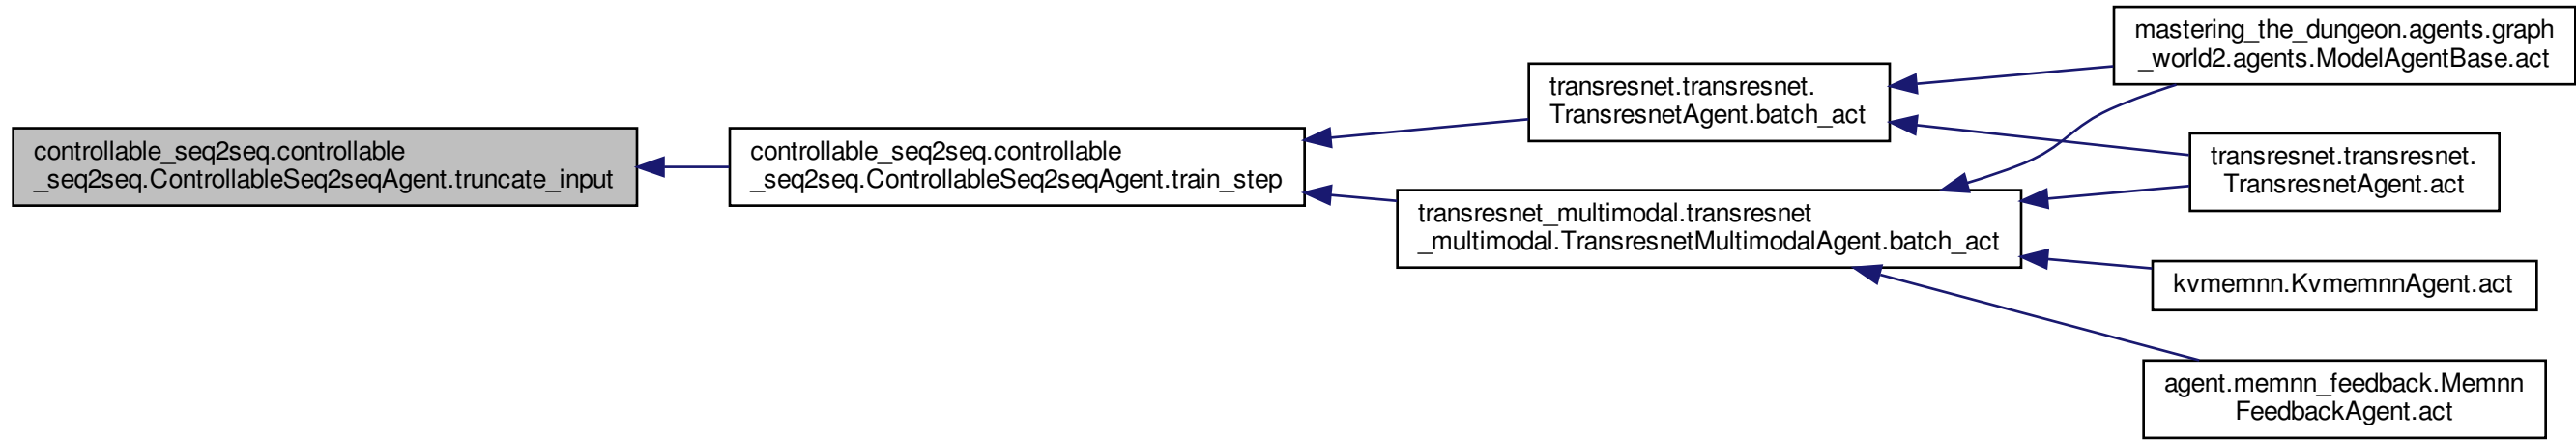 controllable_seq2seq.controllable
_seq2seq.ControllableSeq2seqAgent.truncate_input
controllable_seq2seq.controllable
_seq2seq.ControllableSeq2seqAgent.train_step
transresnet.transresnet.
TransresnetAgent.batch_act
transresnet_multimodal.transresnet
_multimodal.TransresnetMultimodalAgent.batch_act
mastering_the_dungeon.agents.graph
_world2.agents.ModelAgentBase.act
transresnet.transresnet.
TransresnetAgent.act
kvmemnn.KvmemnnAgent.act
agent.memnn_feedback.Memnn
FeedbackAgent.act